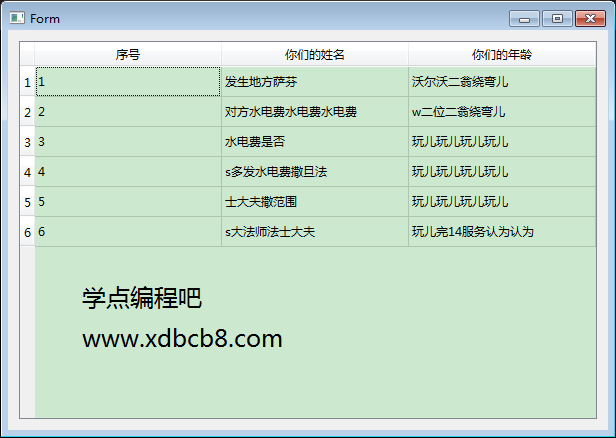 Form
序号 你们的姓名 你们的年龄
1 1 发生地方萨芬 沃尔沃二翁绕弯儿
2 2 对方水电费水电费水电费 w二位二翁绕弯儿
3 3 水电费是否 玩儿玩儿玩儿玩儿
4 4 s多发水电费撒旦法 玩儿玩儿玩儿玩儿
5 5 士大夫撒范围 玩儿玩儿玩儿玩儿
6 6 s大法师法士大夫 玩儿完14服务认为认为
学点编程吧
www.xdbcb8.com